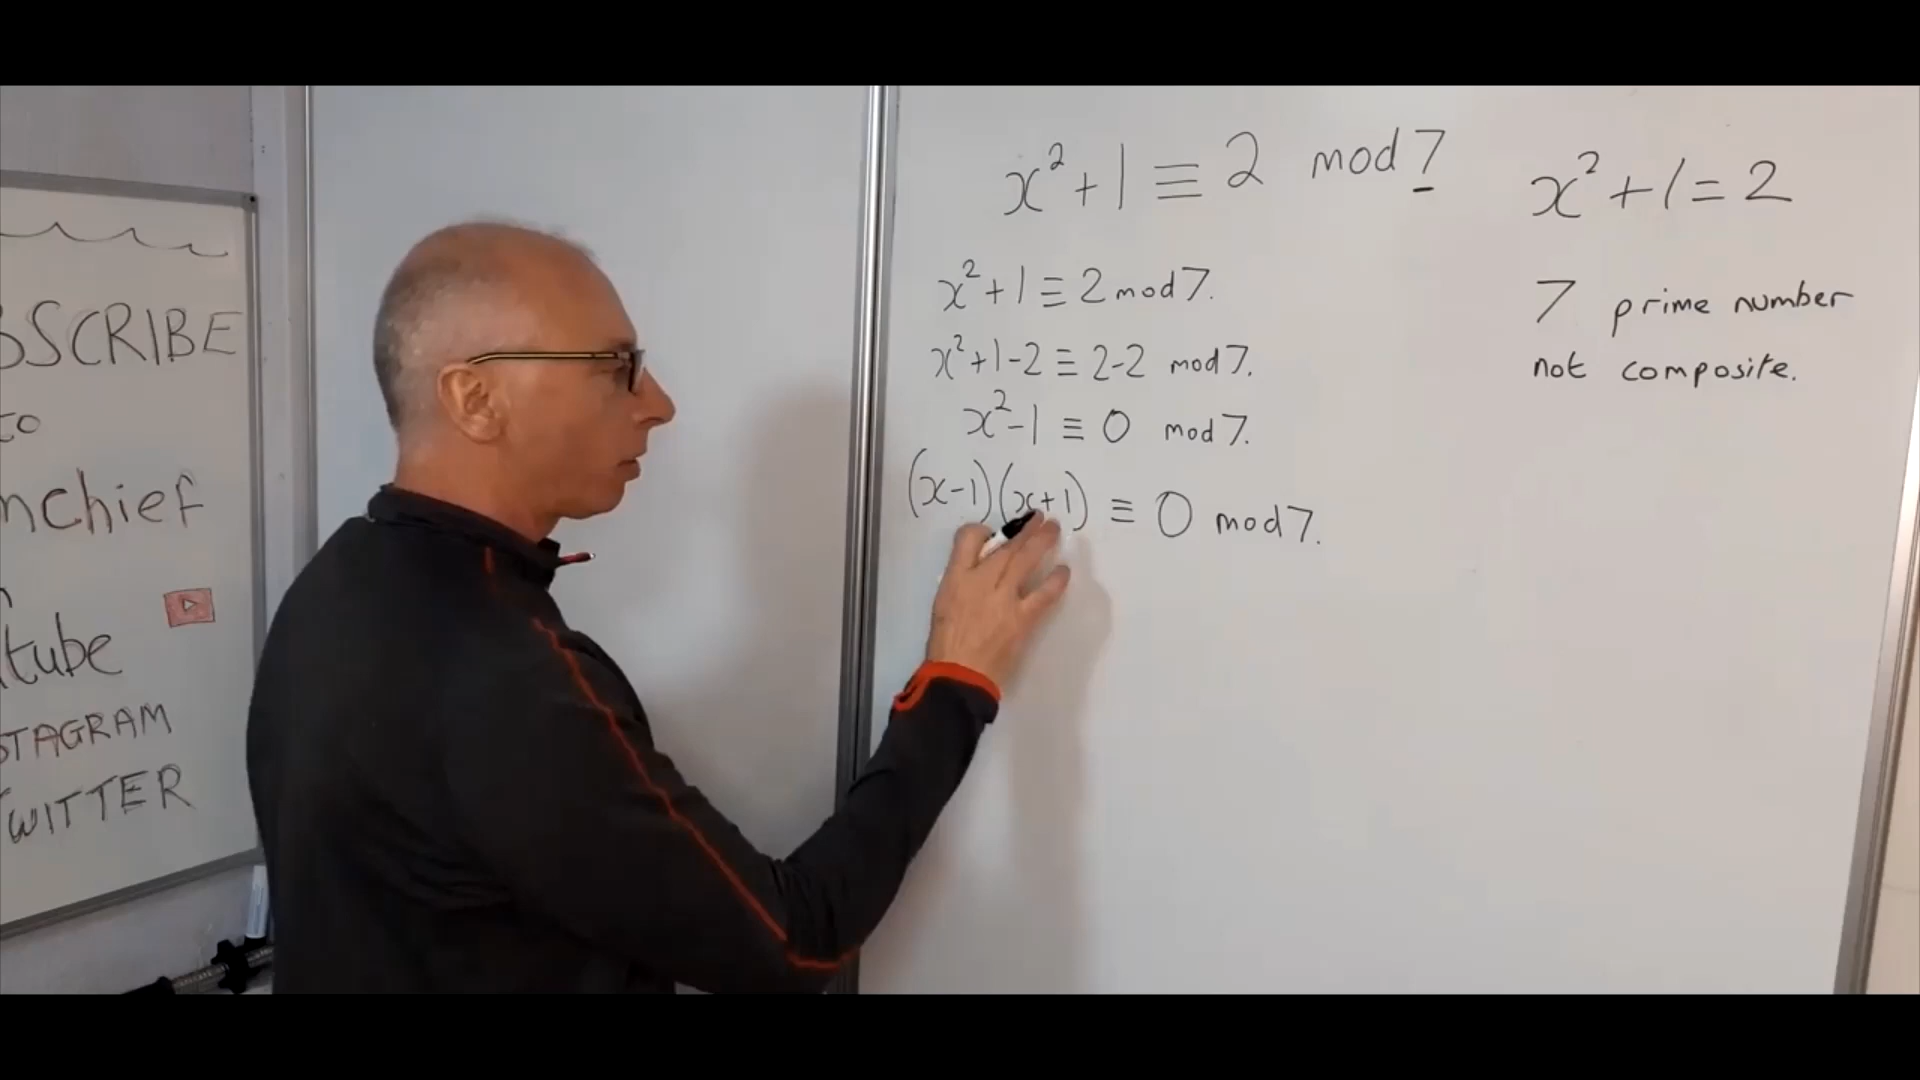 BSCRIBE
to
nchief
n
tube
STAGRAM
TWITTER
x²+1 ≡ 2 mod 7
x²+1 ≡ 2 mod 7.
x²+1-2 ≡ 2-2 mod 7.
x²-1 ≡ 0 mod 7.
(x-1)(x+1) ≡ 0 mod 7.
x²+1=2
7 prime number
not composite.